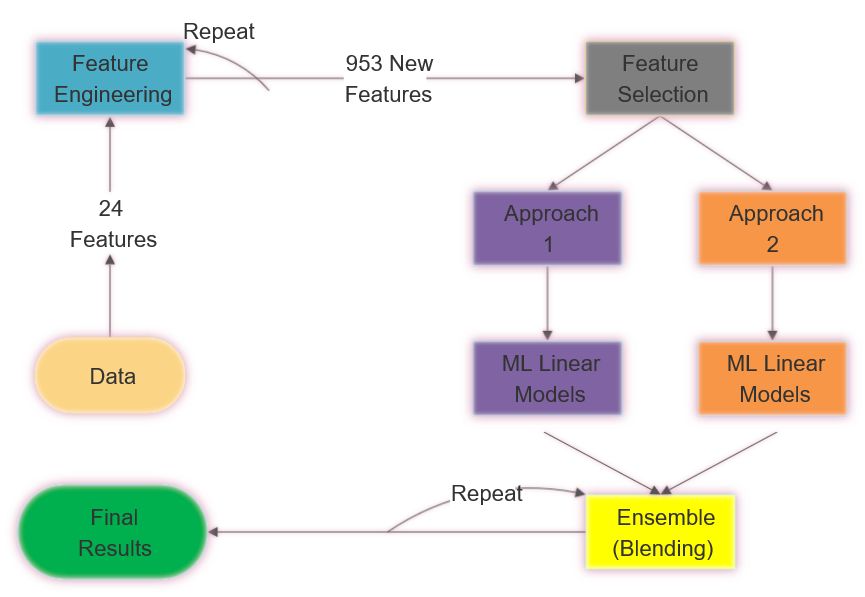 Repeat
Feature
Engineering
953 New
Features
Feature
Selection
24
Features
Approach
1
Approach
2
Data
ML Linear
Models
ML Linear
Models
Repeat
Final
Results
Ensemble
(Blending)